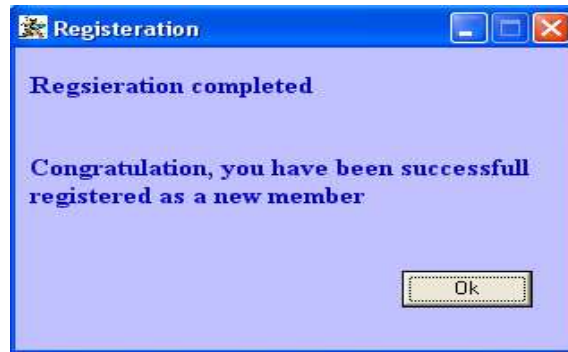 Registeration
Regsieration completed
Congratulation, you have been successfull
registered as a new member
Ok